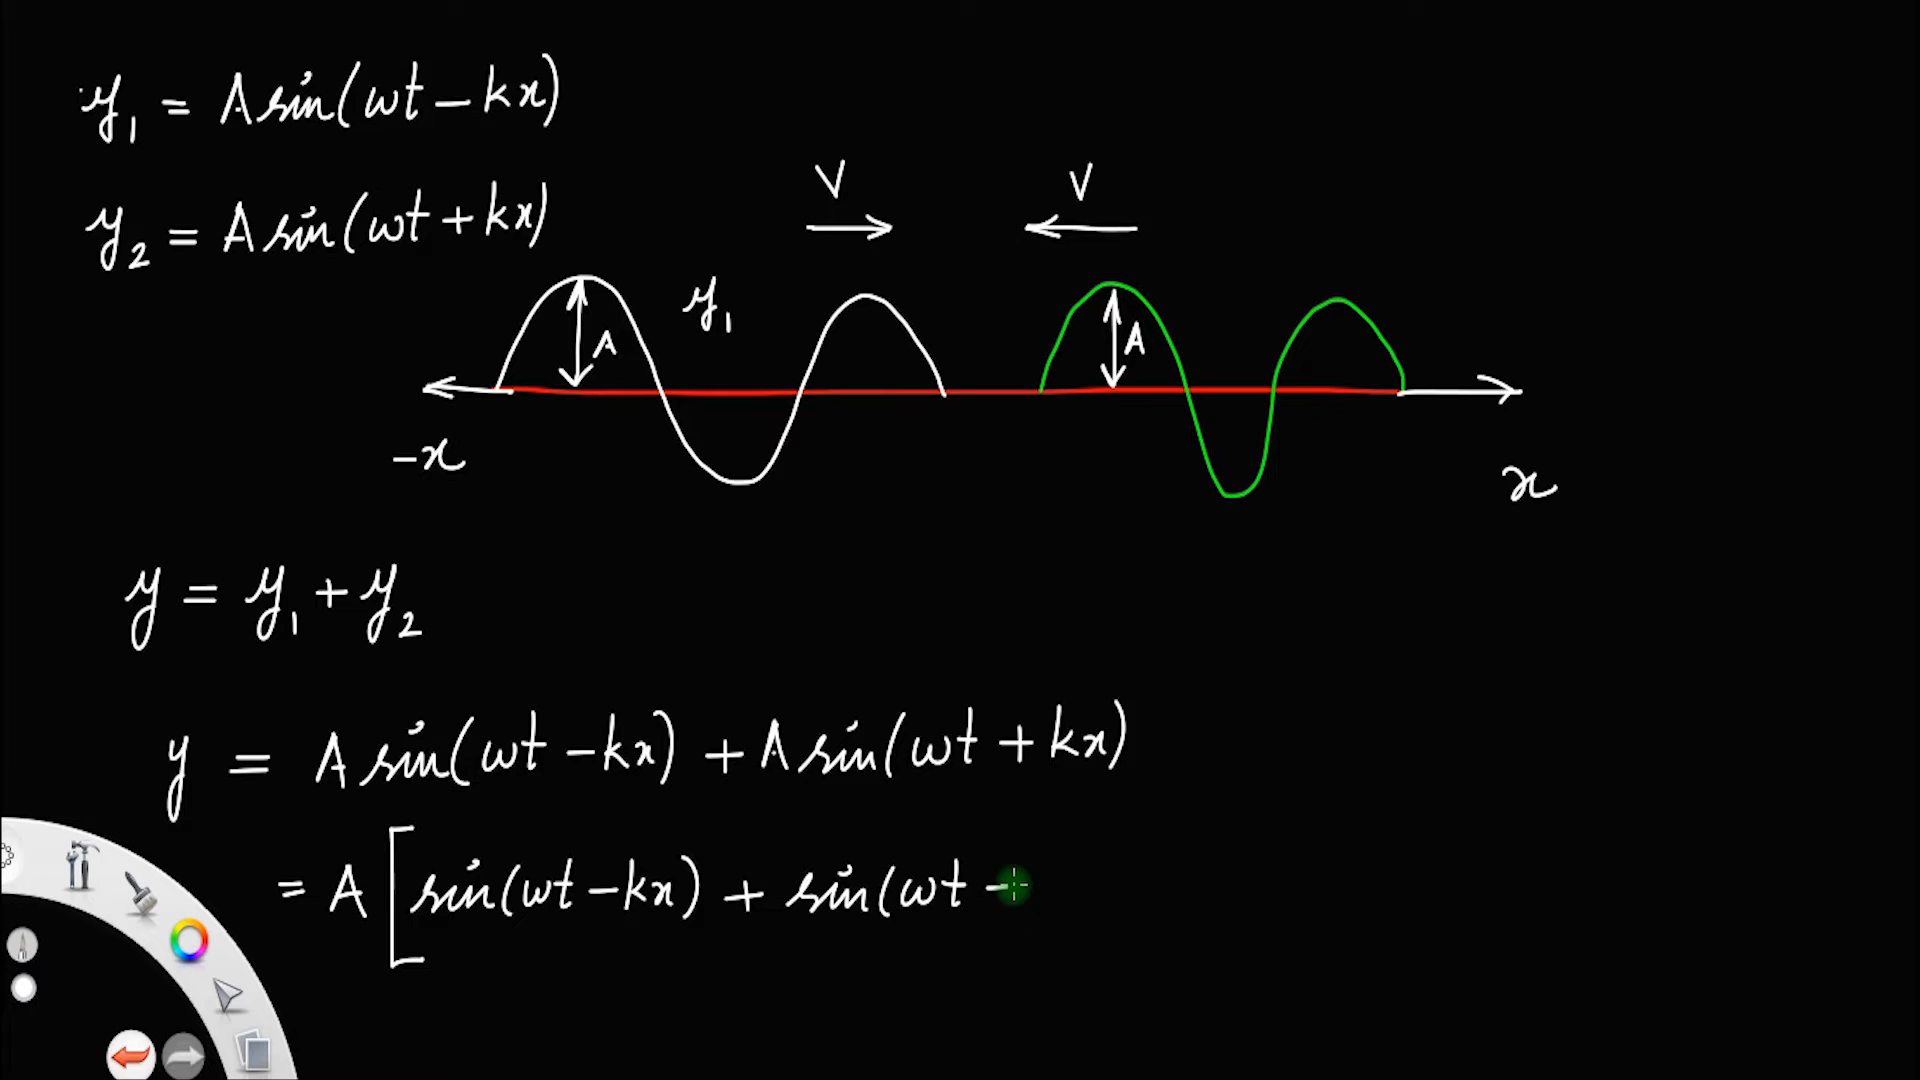 y₁ = A sin(ωt − kx)
y₂ = A sin(ωt + kx)
V V
y₁
A A
−x x
y = y₁ + y₂
y = A sin(ωt − kx) + A sin(ωt + kx)
= A [ sin(ωt − kx) + sin(ωt −